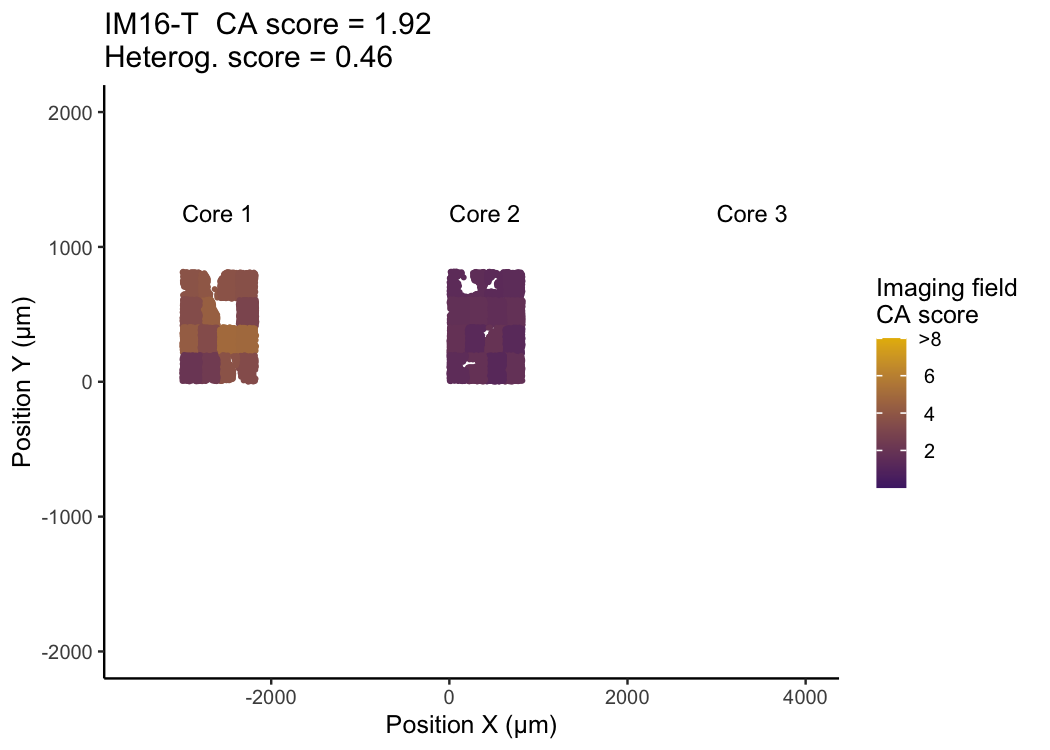 IM16-T  CA score = 1.92
Heterog. score = 0.46
Position Y (μm)
2000
1000
0
-1000
-2000
Core 1
Core 2
Core 3
-2000
0
2000
4000
Position X (μm)
Imaging field
CA score
>8
6
4
2